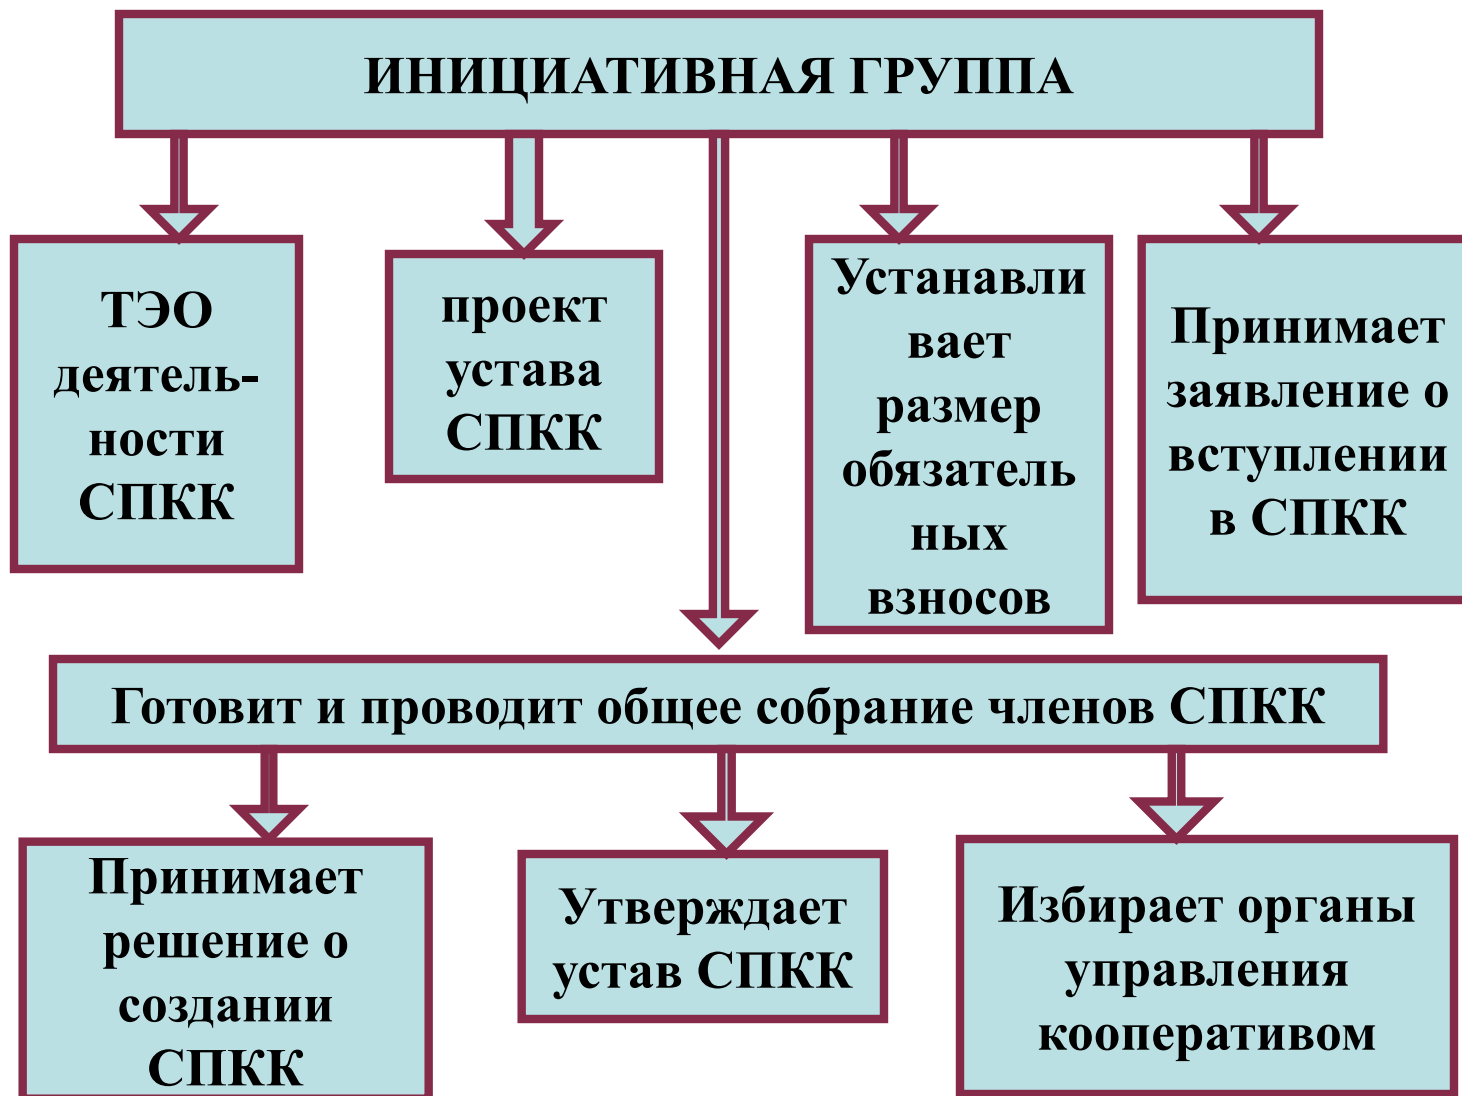 ИНИЦИАТИВНАЯ ГРУППА
ТЭО
деятель-
ности
СПКК
проект
устава
СПКК
Устанавли
вает
размер
обязатель
ных
взносов
Принимает
заявление о
вступлении
в СПКК
Готовит и проводит общее собрание членов СПКК
Принимает
решение о
создании
СПКК
Утверждает
устав СПКК
Избирает органы
управления
кооперативом